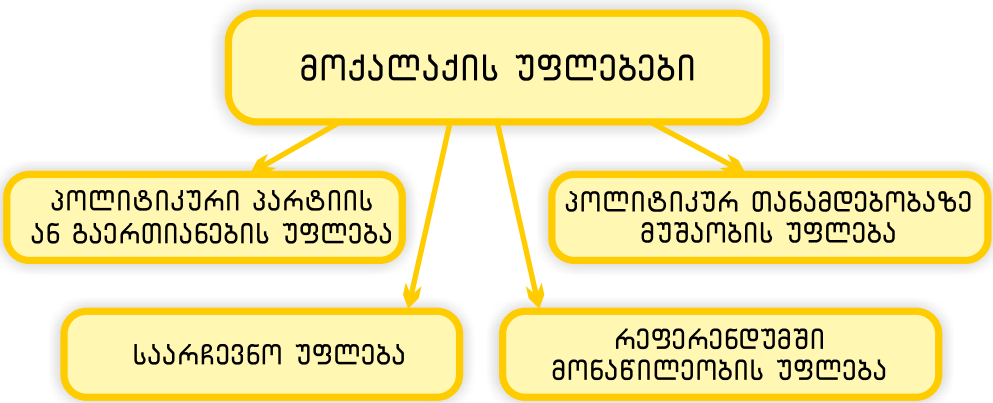 მოქალაქის უფლებები
პოლიტიკური პარტიის
ან გაერთიანების უფლება
პოლიტიკურ თანამდებობაზე
მუშაობის უფლება
საარჩევნო უფლება
რეფერენდუმში
მონაწილეობის უფლება